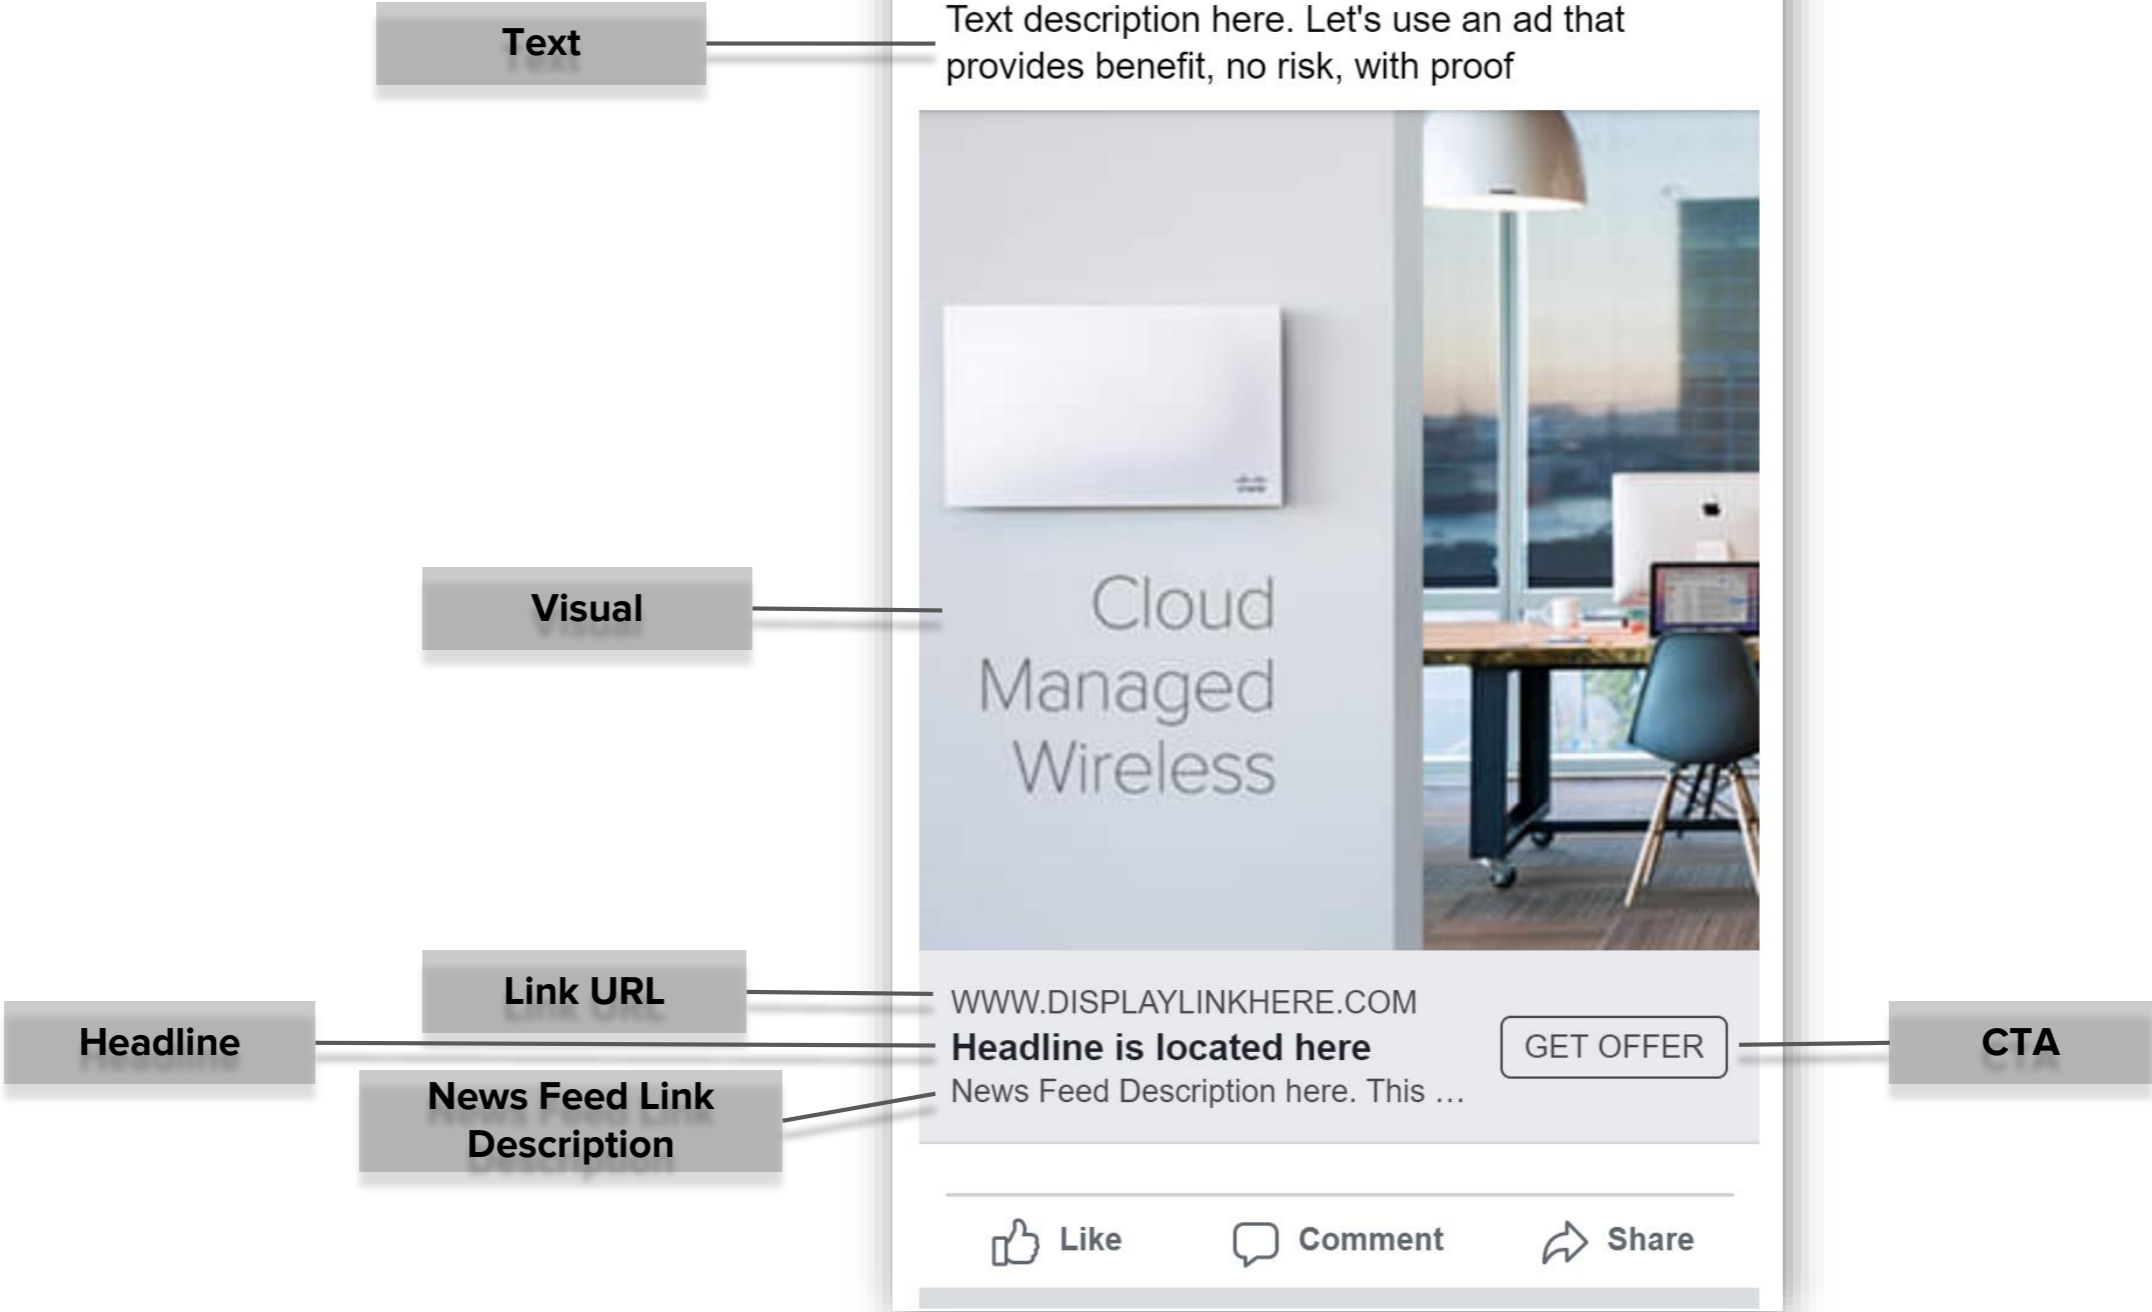 Text
Text description here. Let's use an ad that
provides benefit, no risk, with proof
Visual
Cloud
Managed
Wireless
Link URL
WWW.DISPLAYLINKHERE.COM
Headline
Headline is located here
GET OFFER
CTA
News Feed Link
Description
News Feed Description here. This ...
Like
Comment
Share